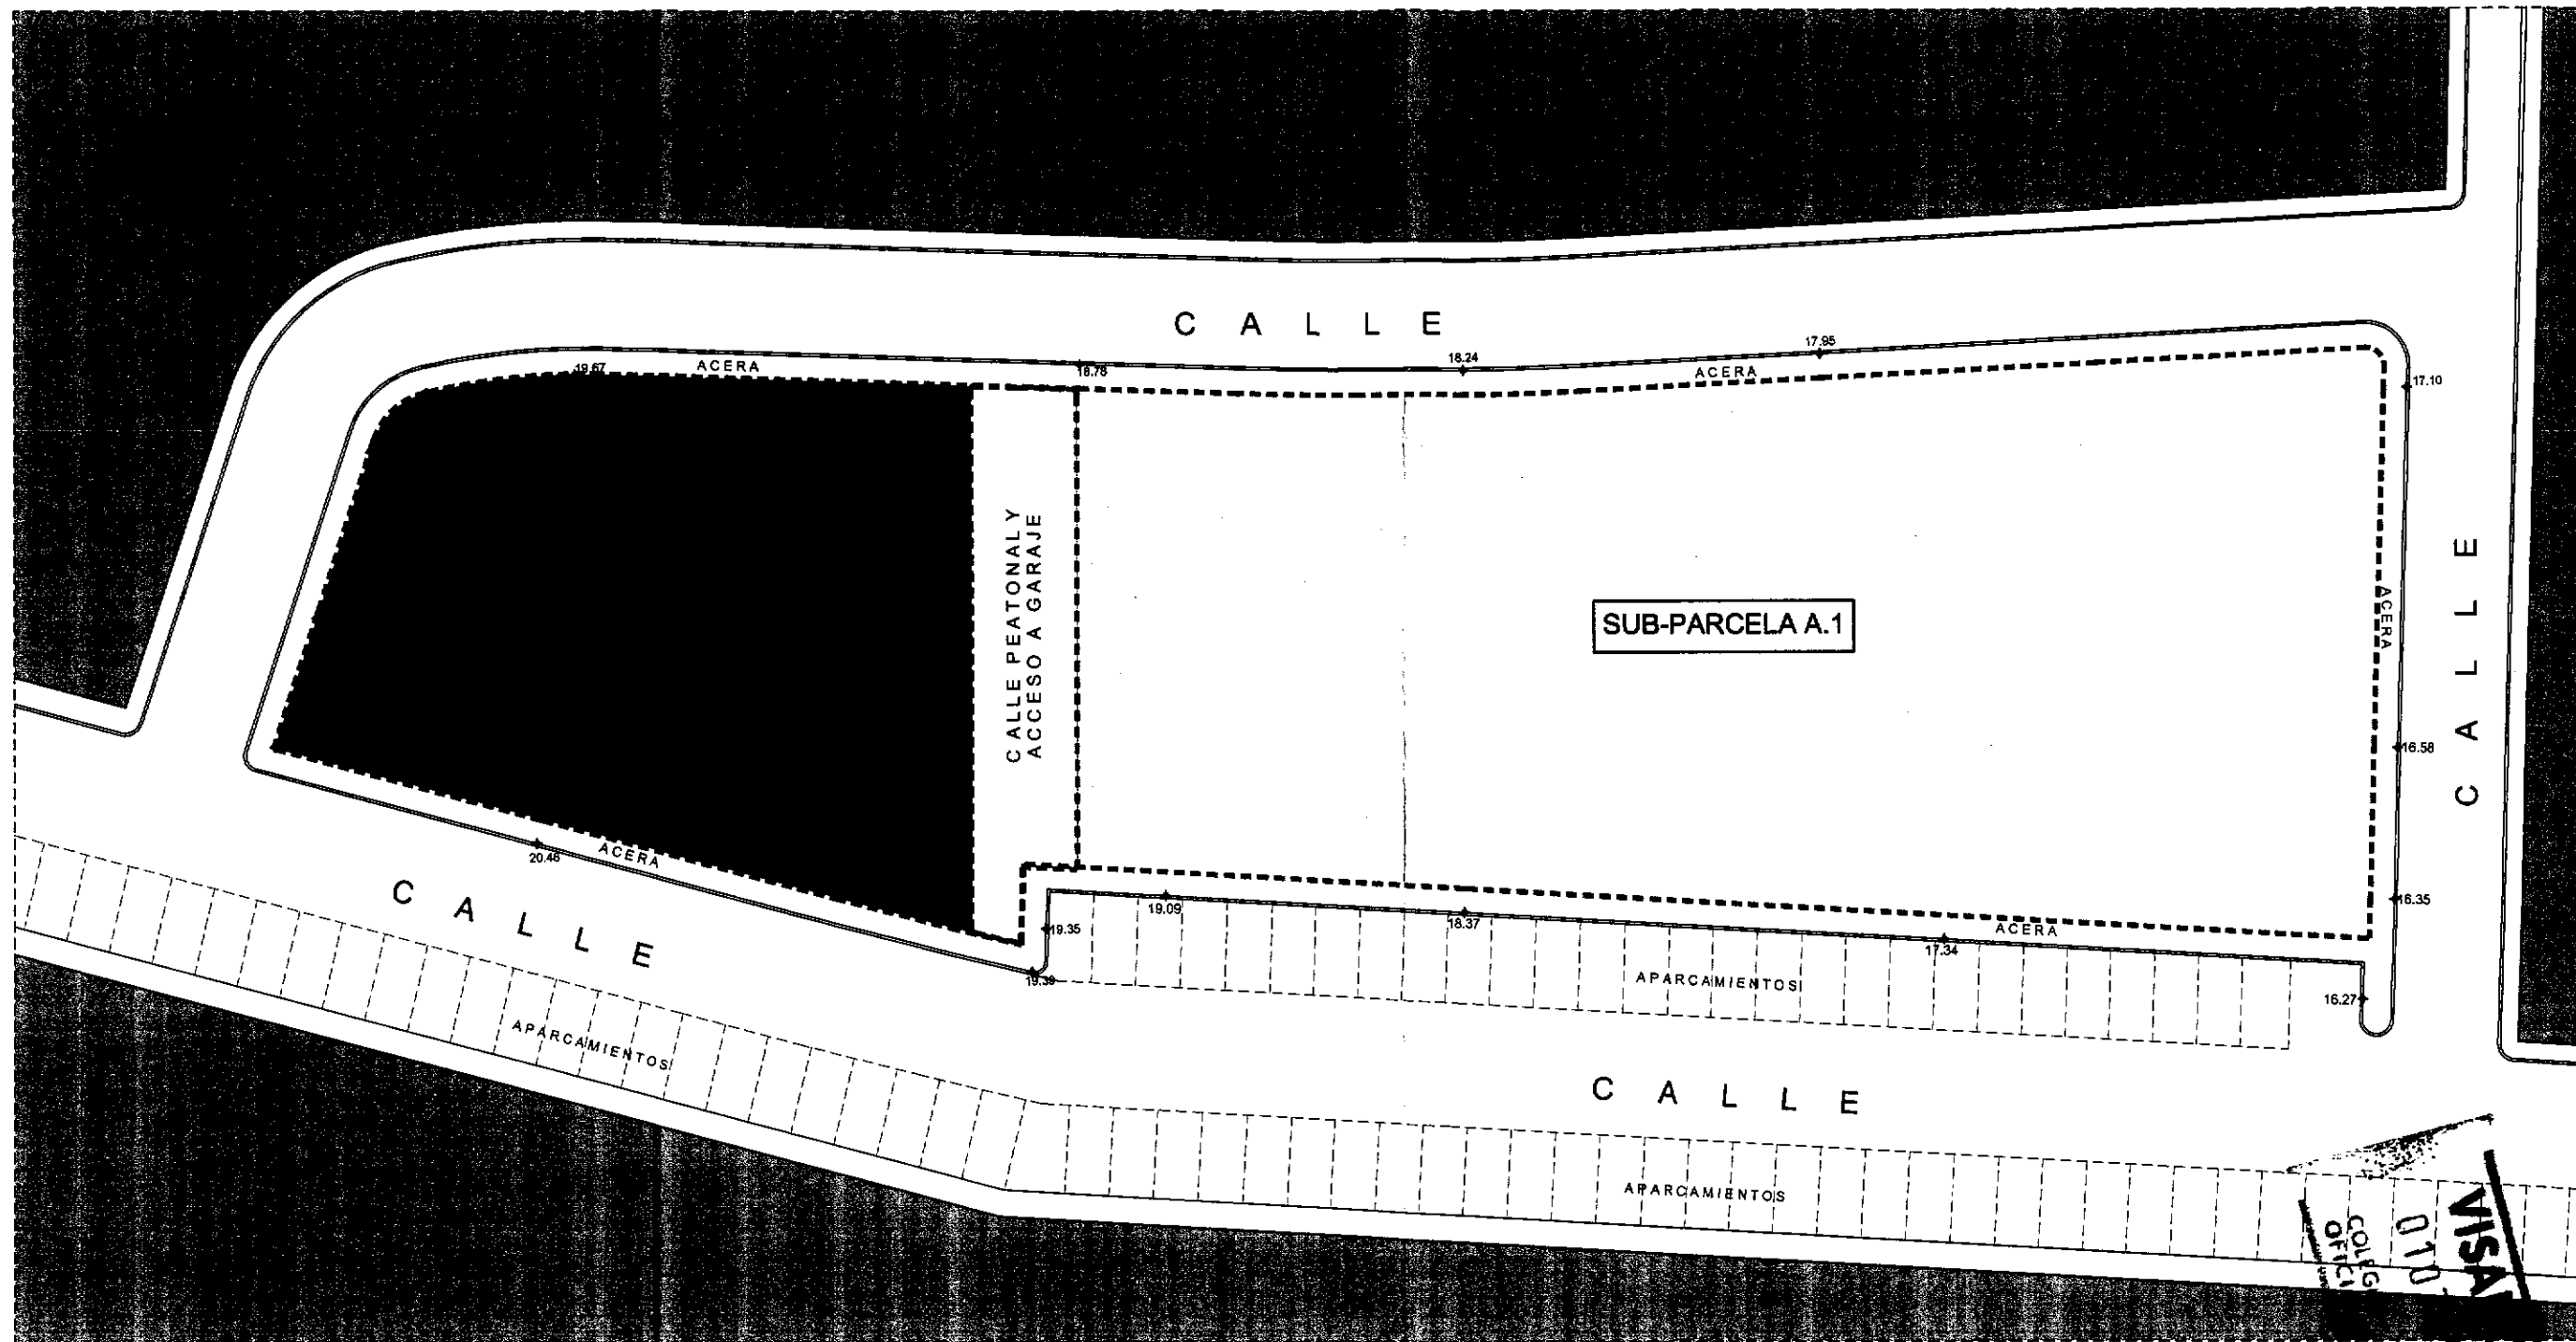 C A L L E
17.95
18.24
19.67
ACERA
18.78
ACERA
17.10
CALLE PEATONAL Y
ACCESO A GARAJE
SUB-PARCELA A.1
ACERA
C A L L E
16.58
20.46
ACERA
C A L L E
19.09
19.35
18.37
16.35
ACERA
17.34
19.39
APARCAMIENTOS
16.27
APARCAMIENTOS
C A L L E
APARCAMIENTOS